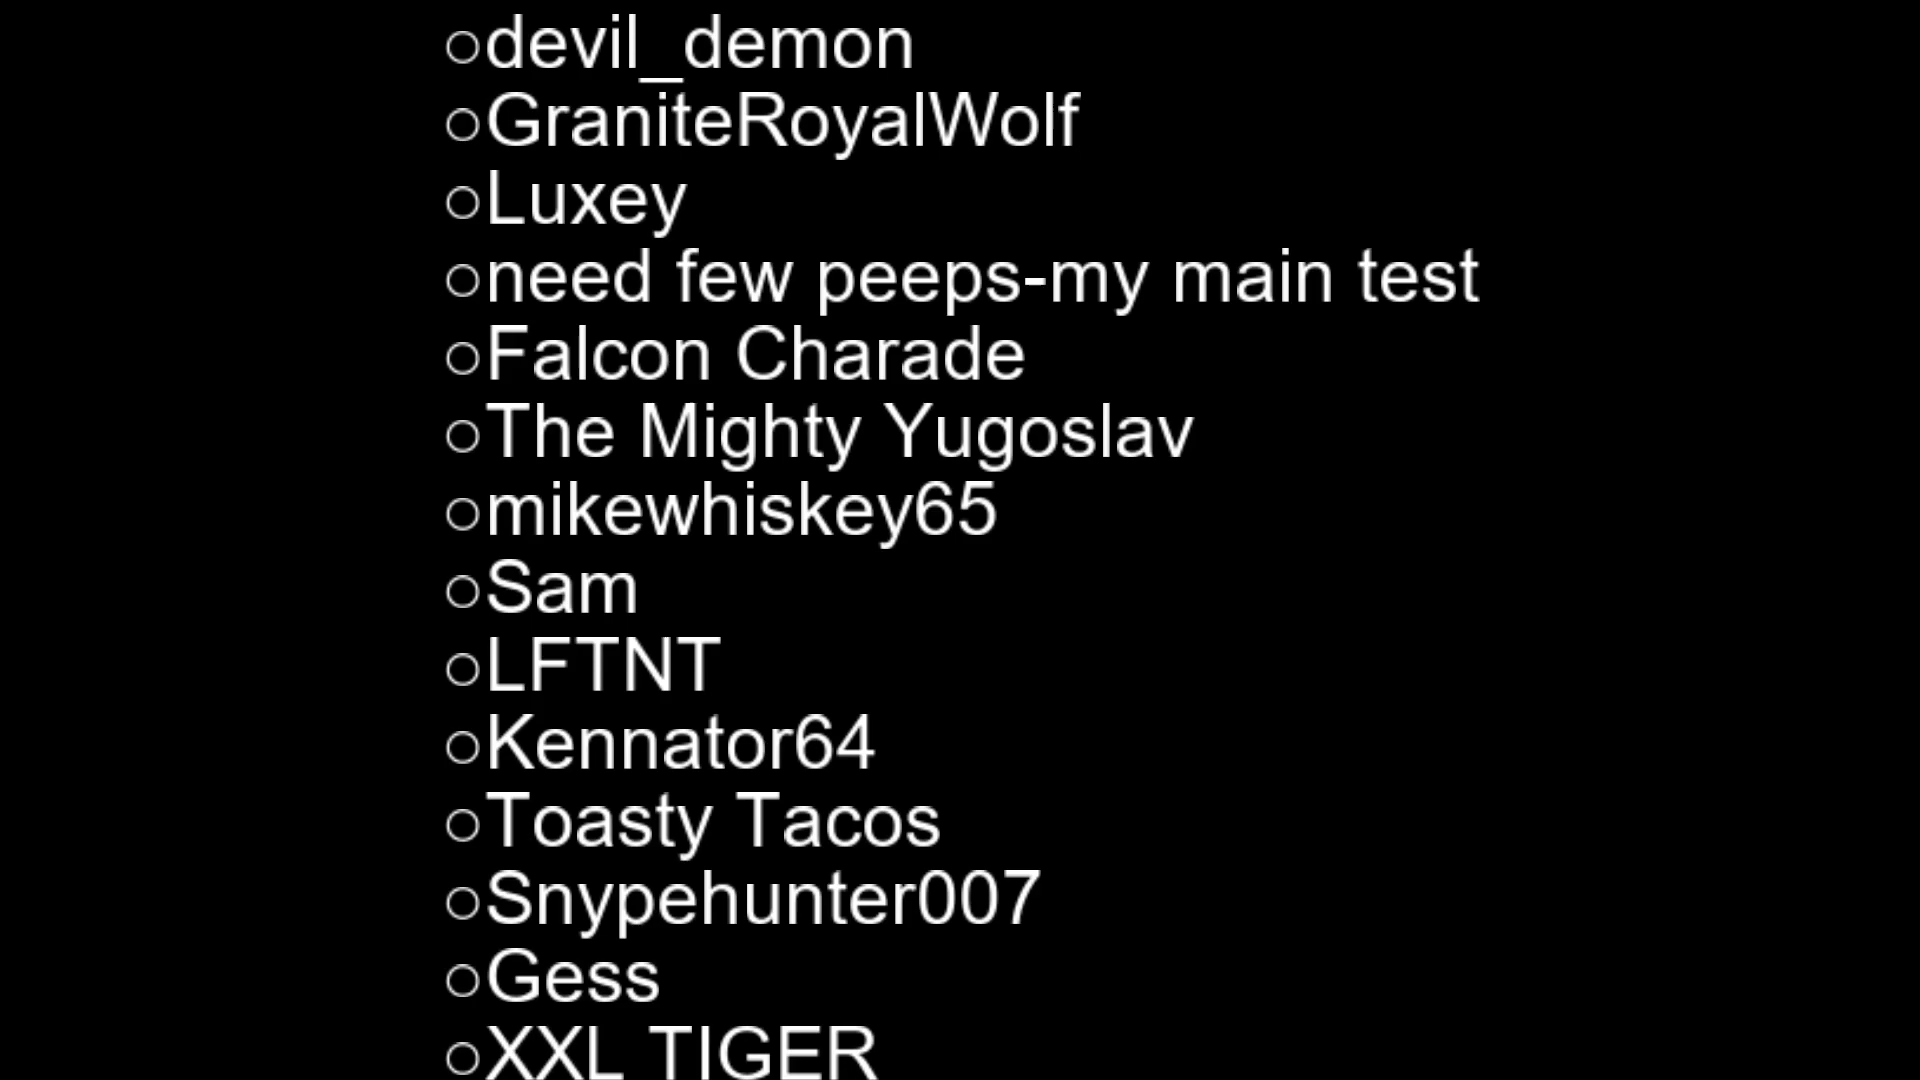 ○devil_demon
○GraniteRoyalWolf
○Luxey
○need few peeps-my main test
○Falcon Charade
○The Mighty Yugoslav
○mikewhiskey65
○Sam
○LFTNT
○Kennator64
○Toasty Tacos
○Snypehunter007
○Gess
○XXL TIGER